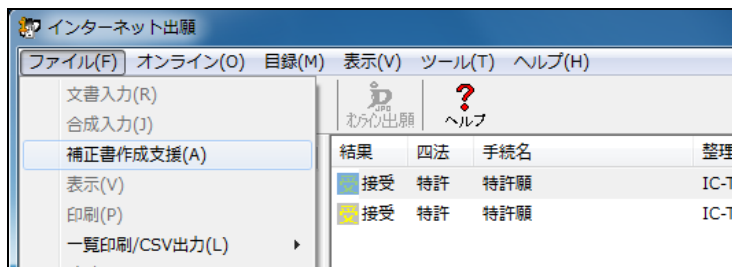 インターネット出願
ファイル(F) オンライン(O) 目録(M) 表示(V) ツール(T) ヘルプ(H)
文書入力(R)
合成入力(J)
補正書作成支援(A)
表示(V)
印刷(P)
一覧印刷/CSV出力(L)
JPO
オンライン出願 ヘルプ
結果 四法 手続名 整理
受 接受 特許 特許願 IC-T
受 接受 特許 特許願 IC-T